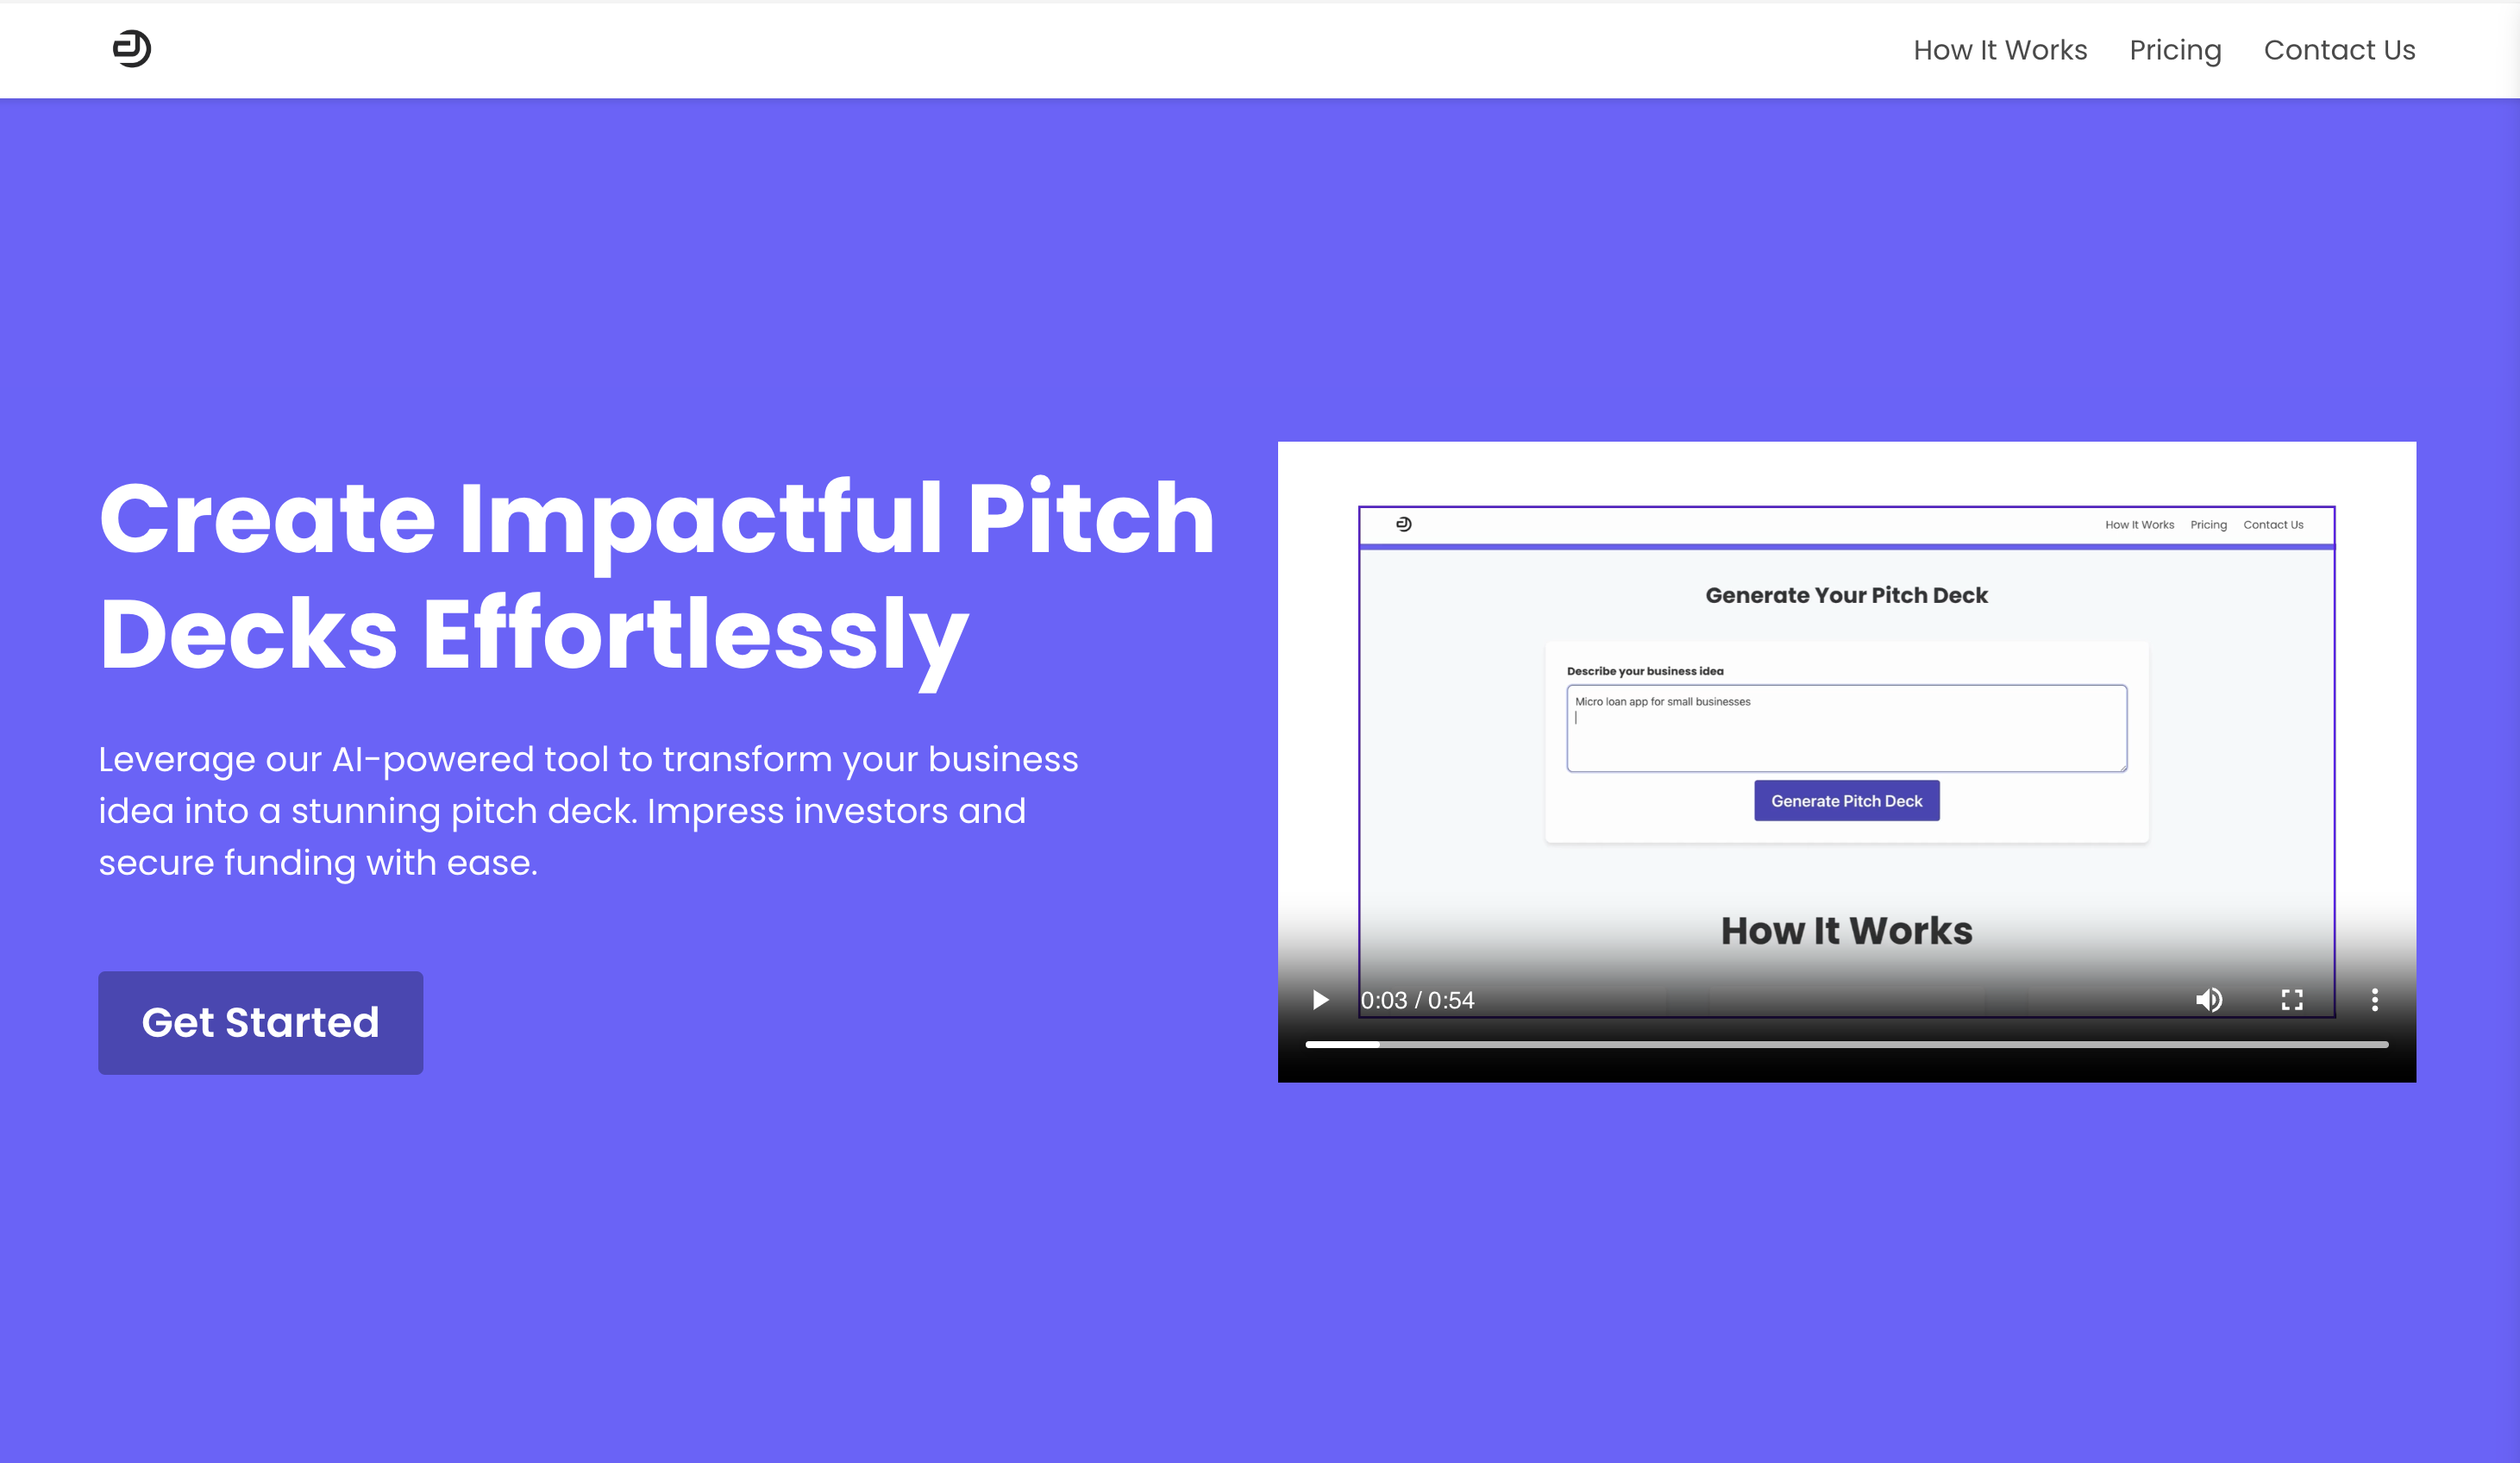 How It Works Pricing Contact Us
Create Impactful Pitch
Decks Effortlessly
Leverage our AI-powered tool to transform your business
idea into a stunning pitch deck. Impress investors and
secure funding with ease.
Get Started
How It Works Pricing Contact Us
Generate Your Pitch Deck
Describe your business idea
Micro loan app for small businesses
Generate Pitch Deck
How It Works
0:03 / 0:54